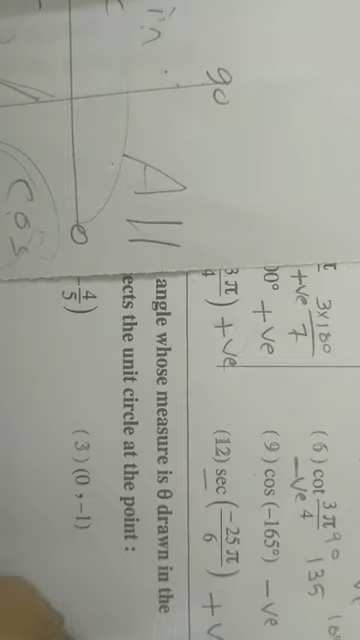 in
90
All
0
Cos
3×180
7
+ve
(6) cot 3π/4
-ve
90
135
00° +ve
(9) cos (-165°) -ve
3π/4) +ve
(12) sec (-25π/6) +v
angle whose measure is θ drawn in the
ects the unit circle at the point :
-4/5)
(3) (0 , -1)